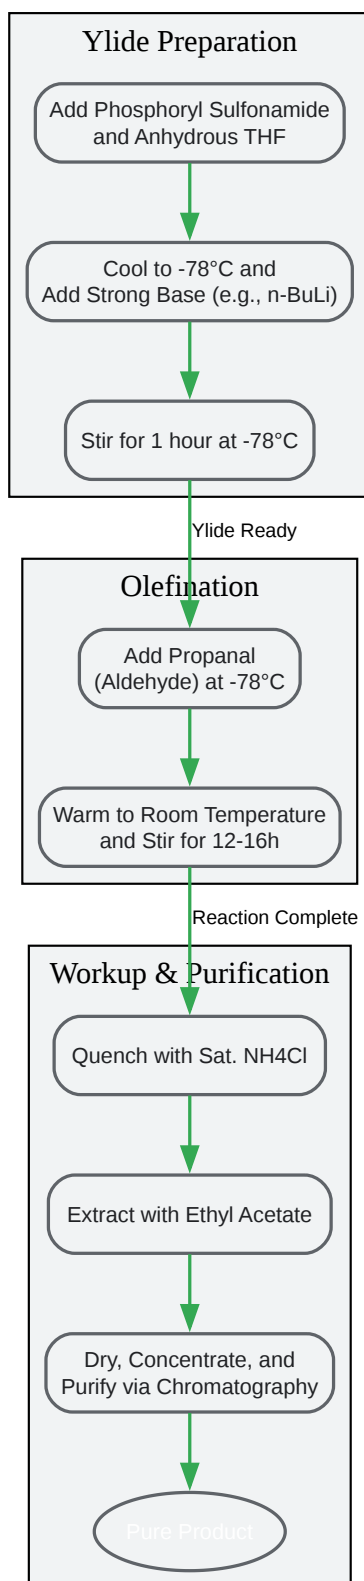 Ylide Preparation
Add Phosphoryl Sulfonamide
and Anhydrous THF
Cool to -78°C and
Add Strong Base (e.g., n-BuLi)
Stir for 1 hour at -78°C
Ylide Ready
Olefination
Add Propanal
(Aldehyde) at -78°C
Warm to Room Temperature
and Stir for 12-16h
Reaction Complete
Workup & Purification
Quench with Sat. NH4Cl
Extract with Ethyl Acetate
Dry, Concentrate, and
Purify via Chromatography
Pure Product